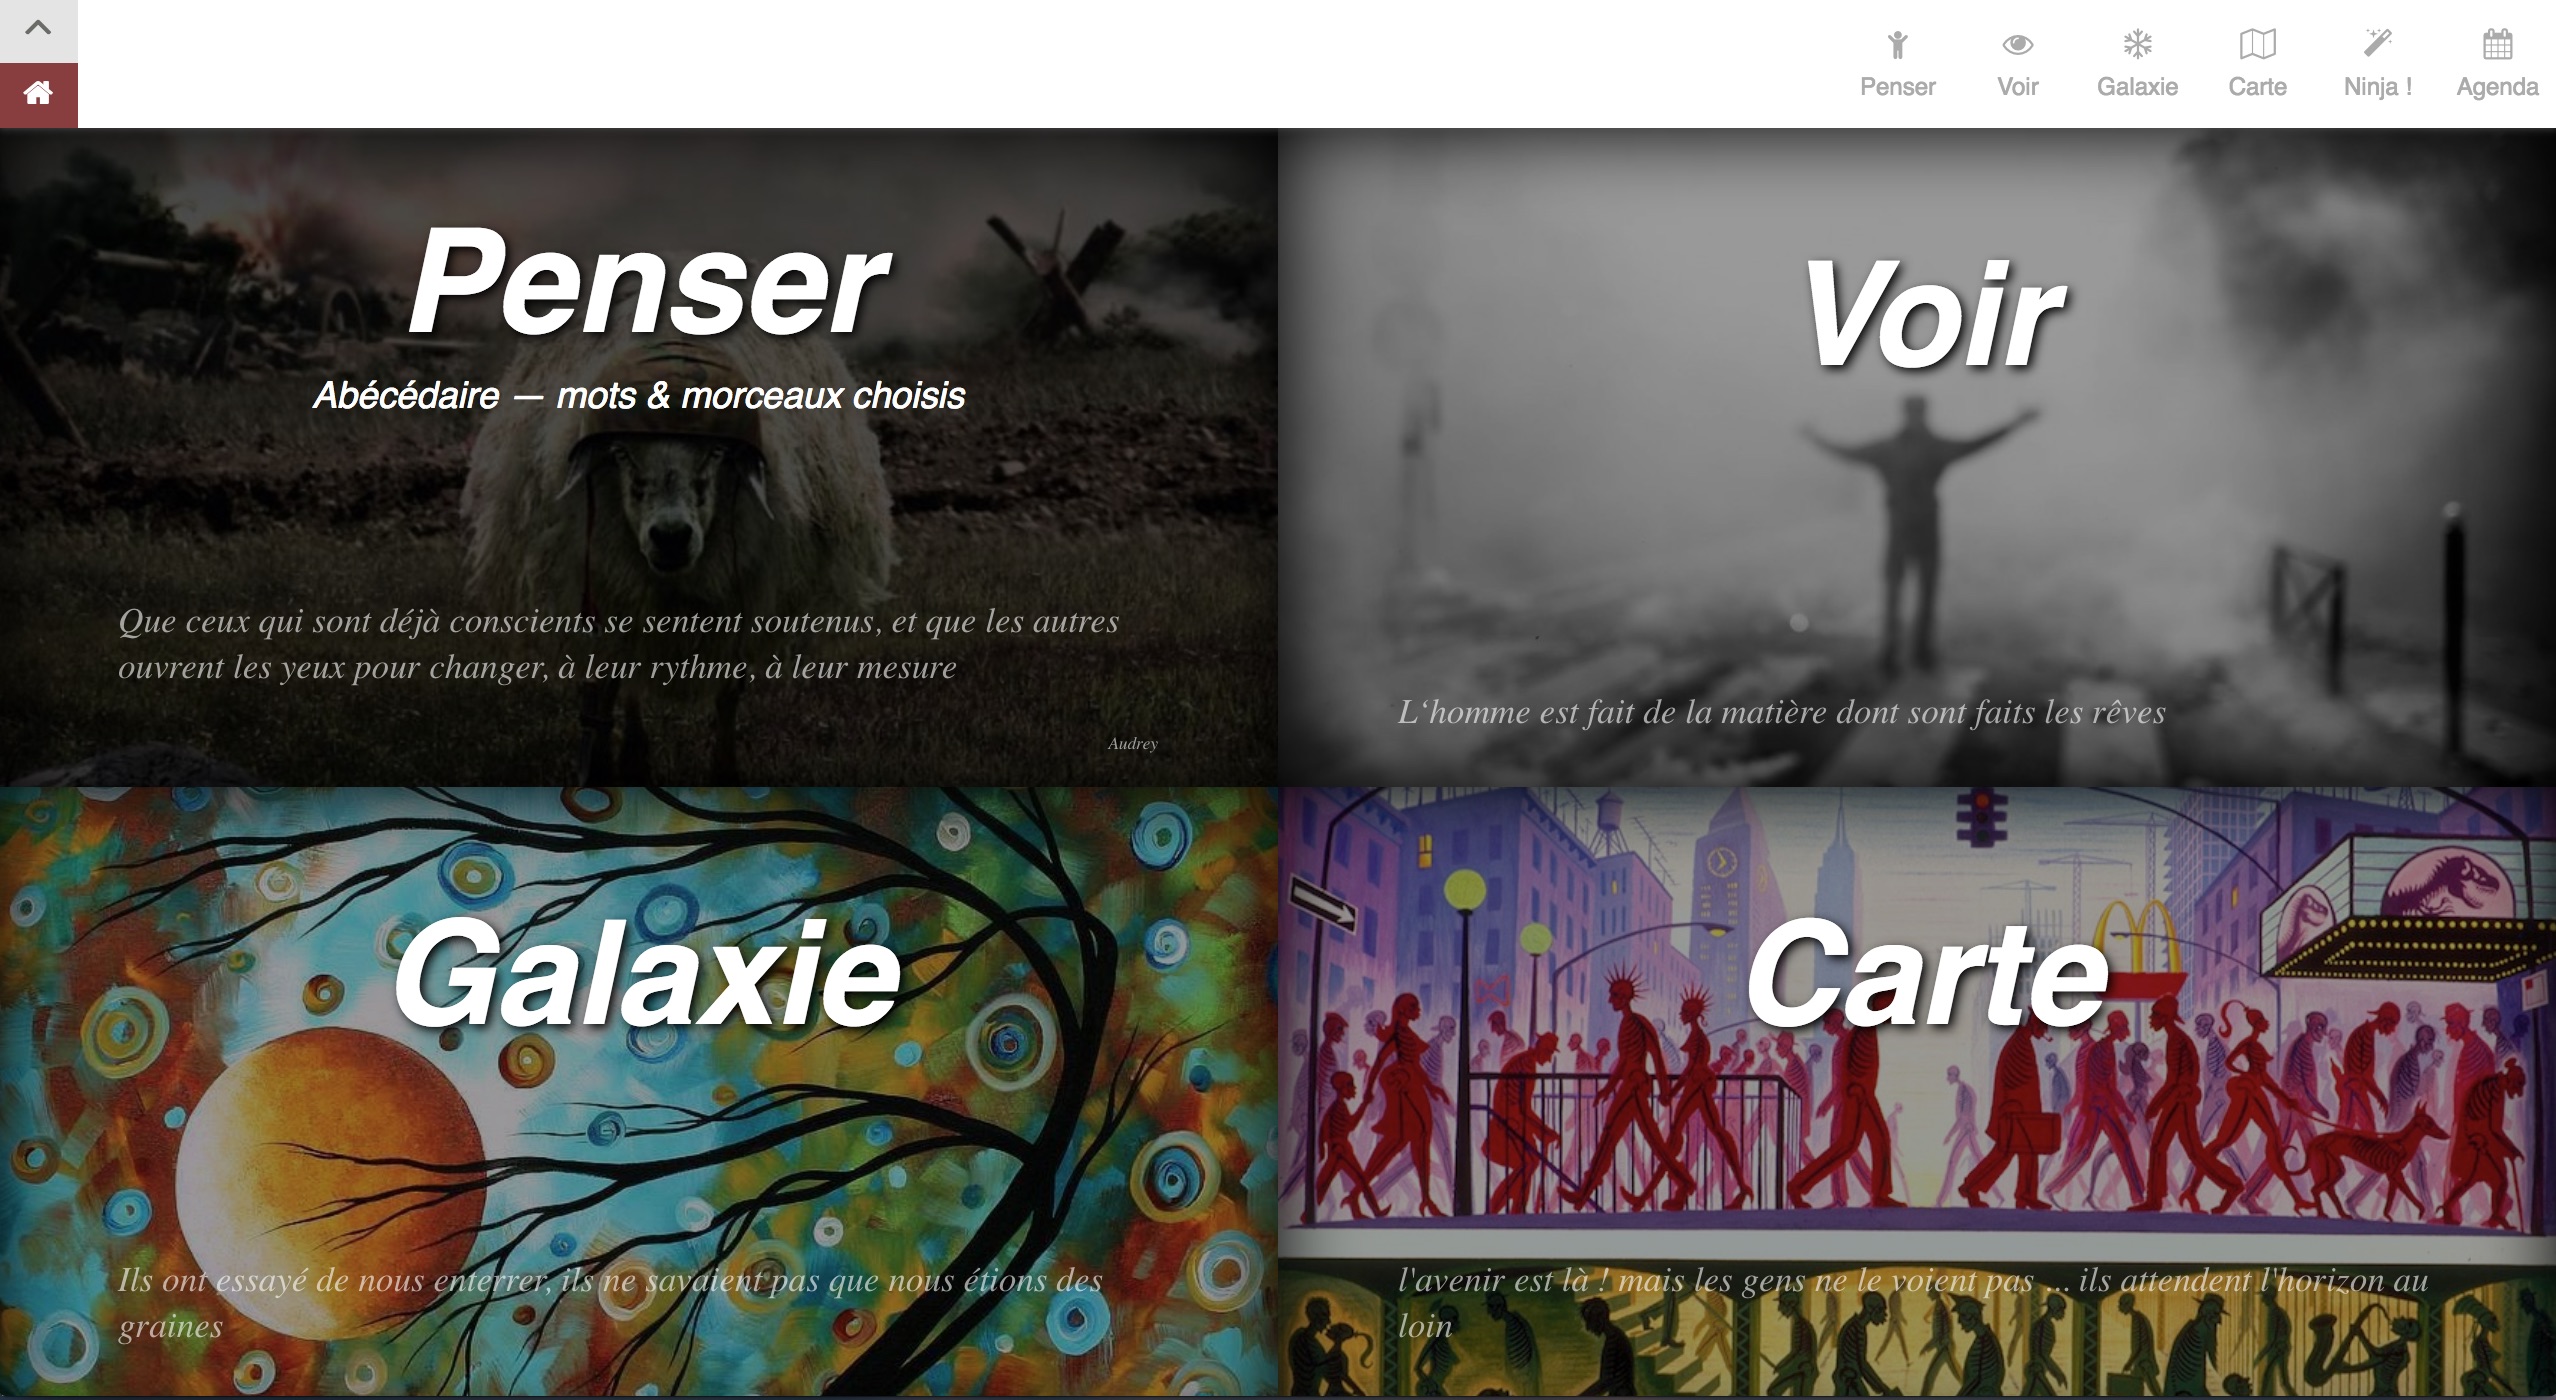 Penser
Voir
Galaxie
Carte
Ninja !
Agenda
Penser
Abécédaire — mots & morceaux choisis
Que ceux qui sont déjà conscients se sentent soutenus, et que les autres
ouvrent les yeux pour changer, à leur rythme, à leur mesure
Audrey
Voir
L‘homme est fait de la matière dont sont faits les rêves
Galaxie
Ils ont essayé de nous enterrer, ils ne savaient pas que nous étions des
graines
Carte
l'avenir est là ! mais les gens ne le voient pas ... ils attendent l'horizon au
loin